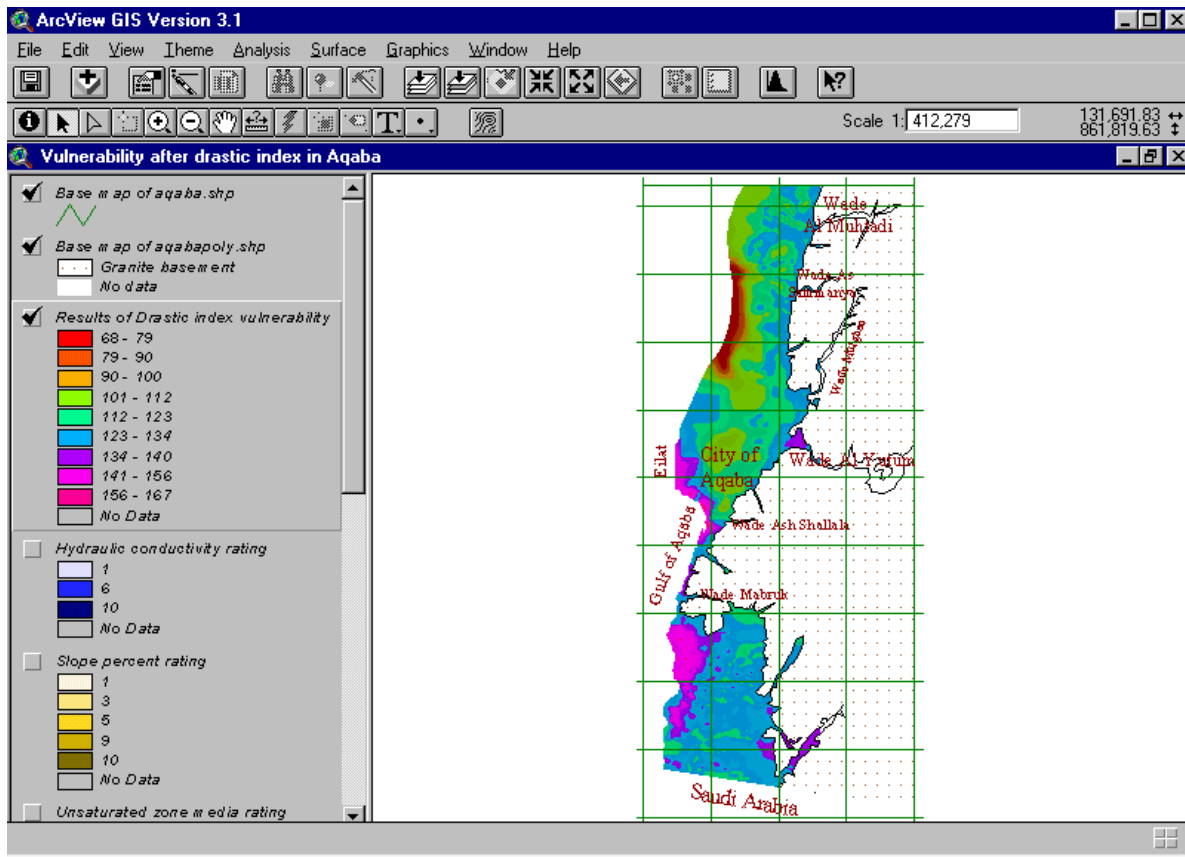 ArcView GIS Version 3.1
File Edit View Theme Analysis Surface Graphics Window Help
Scale 1: 412,279
131,691.83
861,819.63
Vulnerability after drastic index in Aqaba
Base map of aqaba.shp
Base map of aqabapoly.shp
Granite basement
No data
Results of Drastic index vulnerability
68 - 79
79 - 90
90 - 100
101 - 112
112 - 123
123 - 134
134 - 140
141 - 156
156 - 167
No Data
Hydraulic conductivity rating
1
6
10
No Data
Slope percent rating
1
3
5
9
10
No Data
Unsaturated zone media rating
Wade
Al Muhtadi
Wade As
Wade
Eilat
City of
Aqaba
Wade Al Yutum
Gulf of Aqaba
Wade Ash Shallala
Wade Mabruk
Saudi Arabia